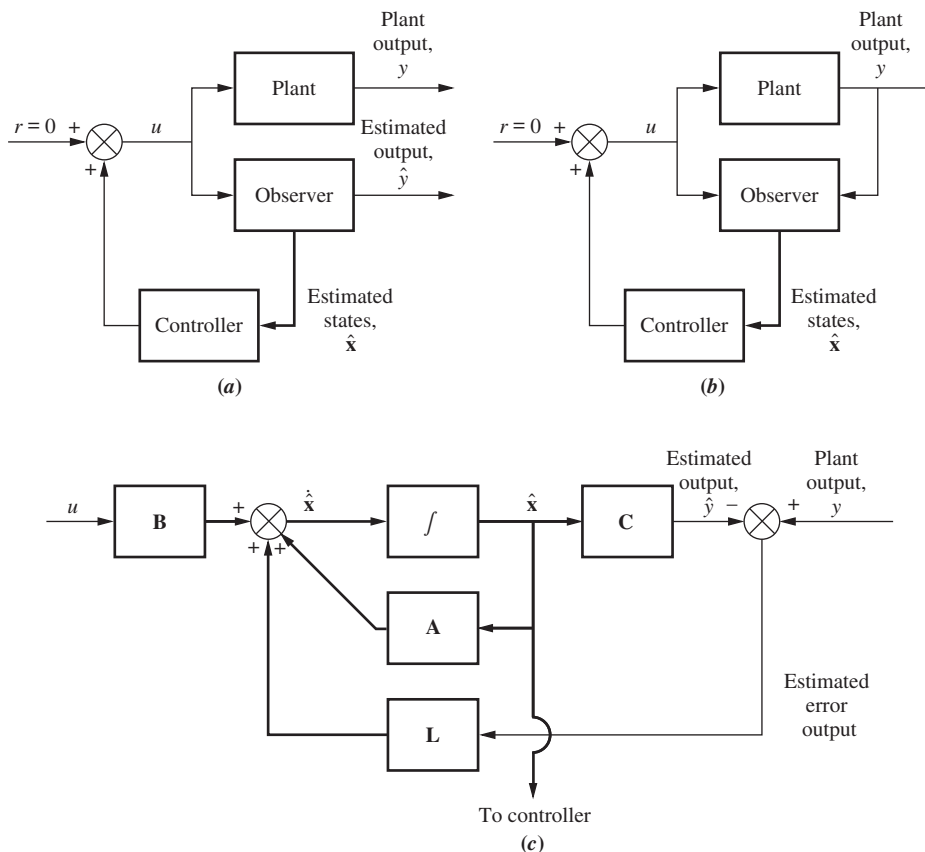 Plant
output,
y
Plant
r = 0
+
u
+
Estimated
output,
ŷ
Observer
Controller
Estimated
states,
x̂
(a)
Plant
output,
y
Plant
r = 0
+
u
+
Observer
Controller
Estimated
states,
x̂
(b)
u
B
+
+
+
x̂̇
∫
x̂
C
Estimated
output,
ŷ
−
+
Plant
output,
y
A
L
Estimated
error
output
To controller
(c)